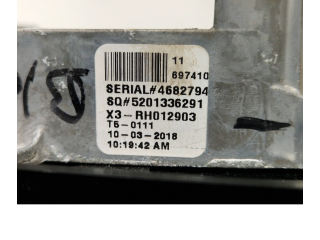 11
697410
SERIAL#4682794
SQ#5201336291
X3-RH012903
T5-0111
10-03-2018
10:19:42 AM